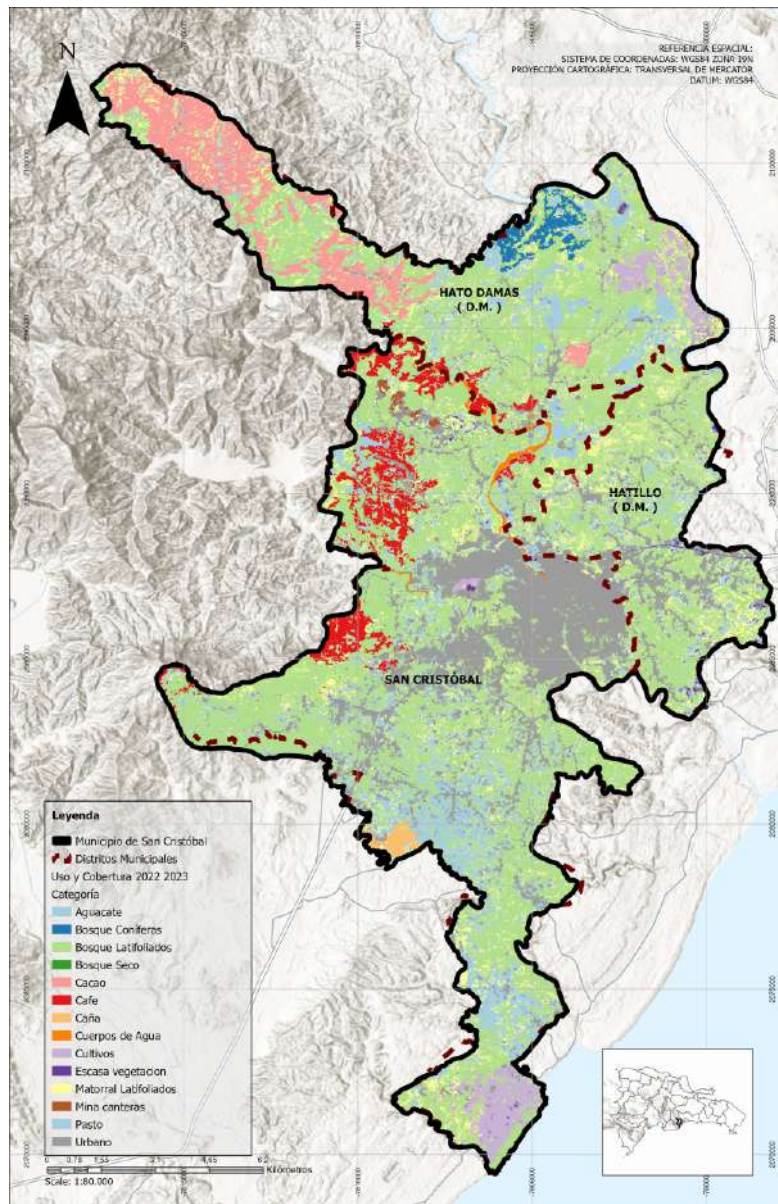 N
REFERENCIA ESPACIAL:
SISTEMA DE COORDENADAS: WGS84 ZONA 19N
PROYECCIÓN CARTOGRÁFICA: TRANSVERSAL DE MERCATOR
DATUM: WGS84
HATO DAMAS
( D.M. )
HATILLO
( D.M. )
SAN CRISTÓBAL
Leyenda
Municipio de San Cristóbal
Distritos Municipales
Uso y Cobertura 2022 2023
Categoría
Aguacate
Bosque Coniferas
Bosque Latifoliados
Bosque Seco
Cacao
Cafe
Caña
Cuerpos de Agua
Cultivos
Escasa vegetacion
Matorral Latifoliados
Mina canteras
Pasto
Urbano
Kilómetros
Scale: 1:80.000